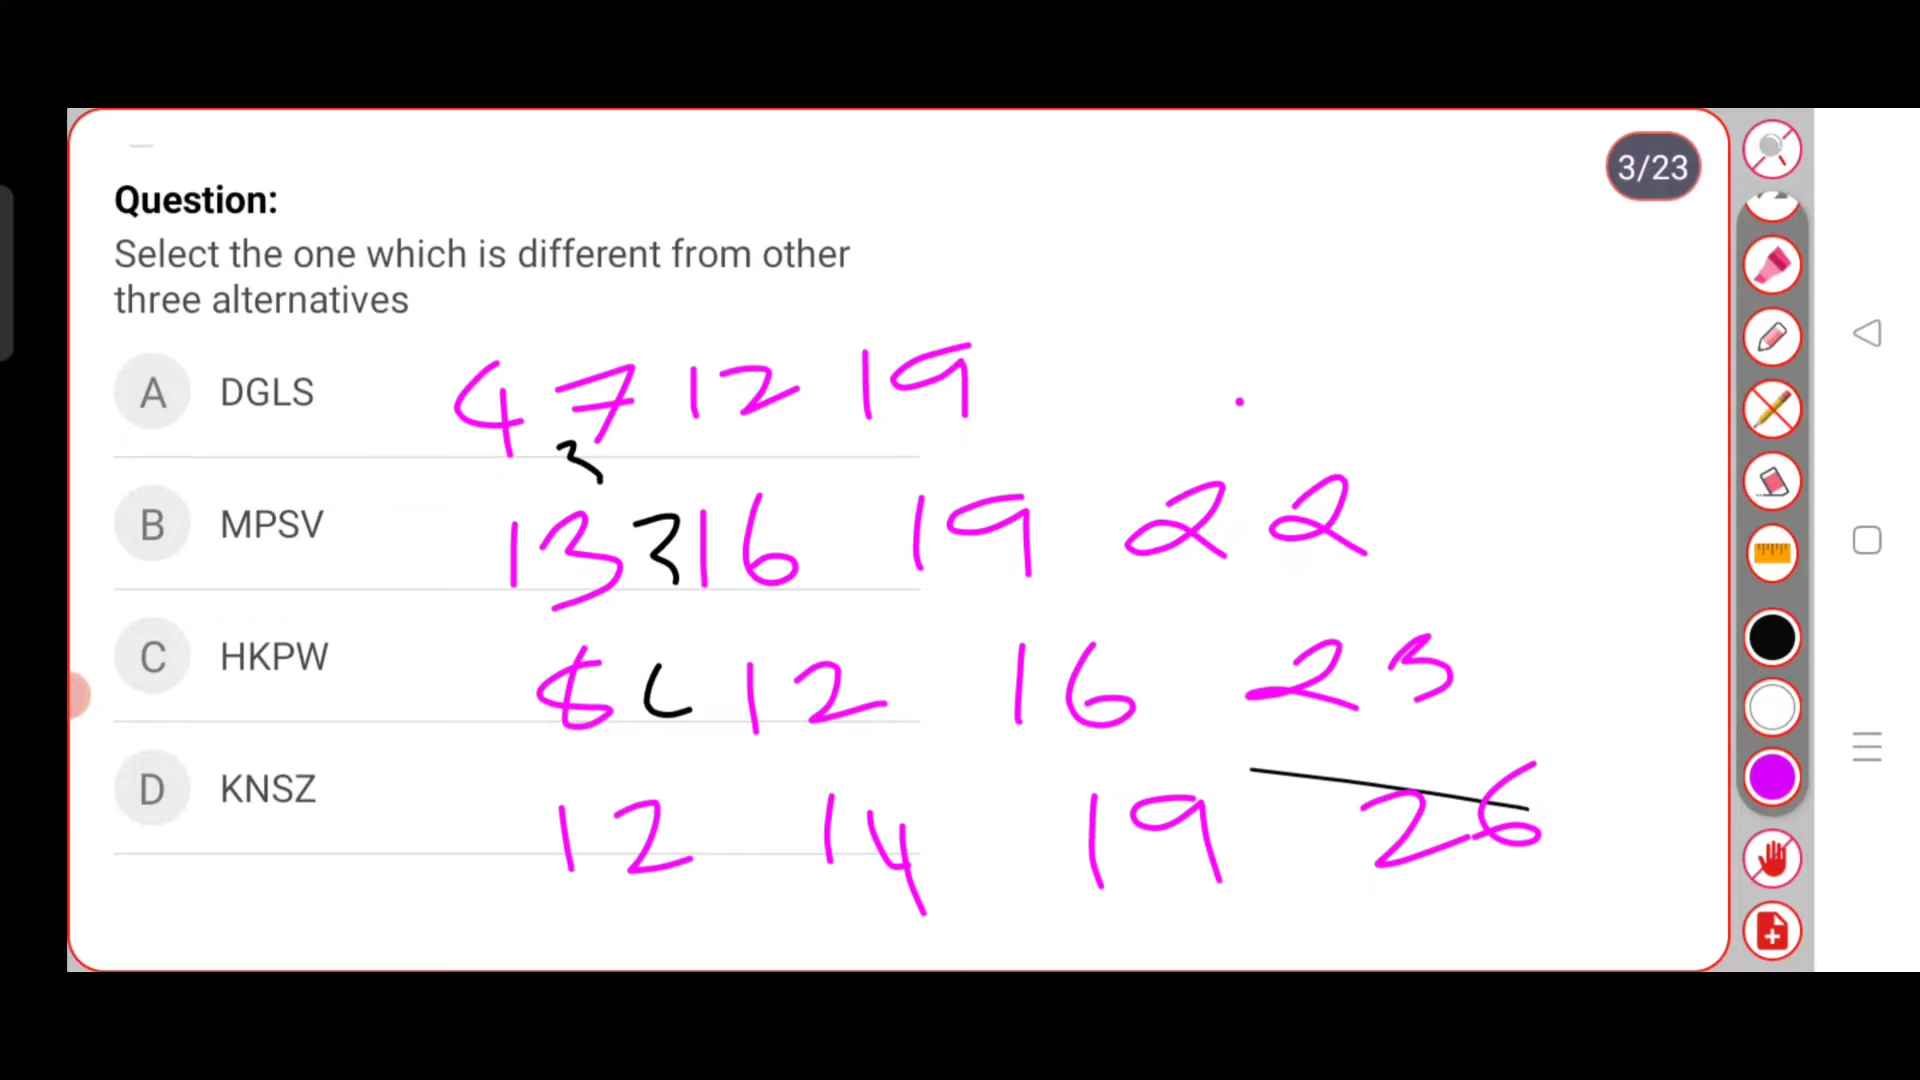 3/23
Question:
Select the one which is different from other
three alternatives
A DGLS 4 7 12 19
3
B MPSV 13 3 16 19 22
C HKPW 8 12 16 23
D KNSZ 12 14 19 26